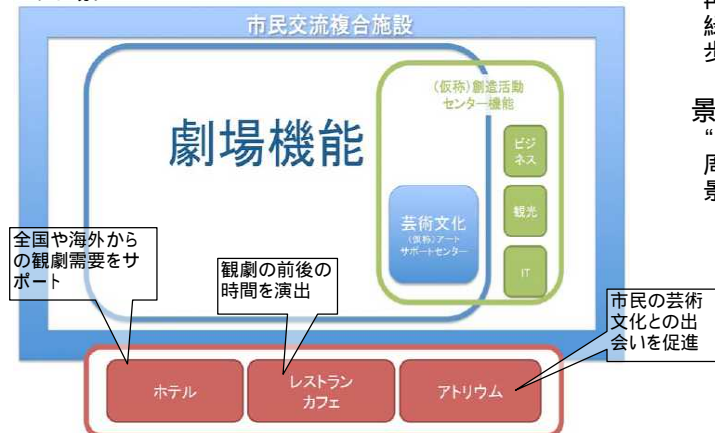 市民交流複合施設
(仮称)創造活動
センター機能
劇場機能
ビジ
ネス
観光
IT
芸術文化
(仮称)アート
サポートセンター
全国や海外から
の観劇需要をサ
ポート
観劇の前後の
時間を演出
市民の芸術
文化との出
会いを促進
ホテル
レストラン
カフェ
アトリウム
歩
景
"
周
景